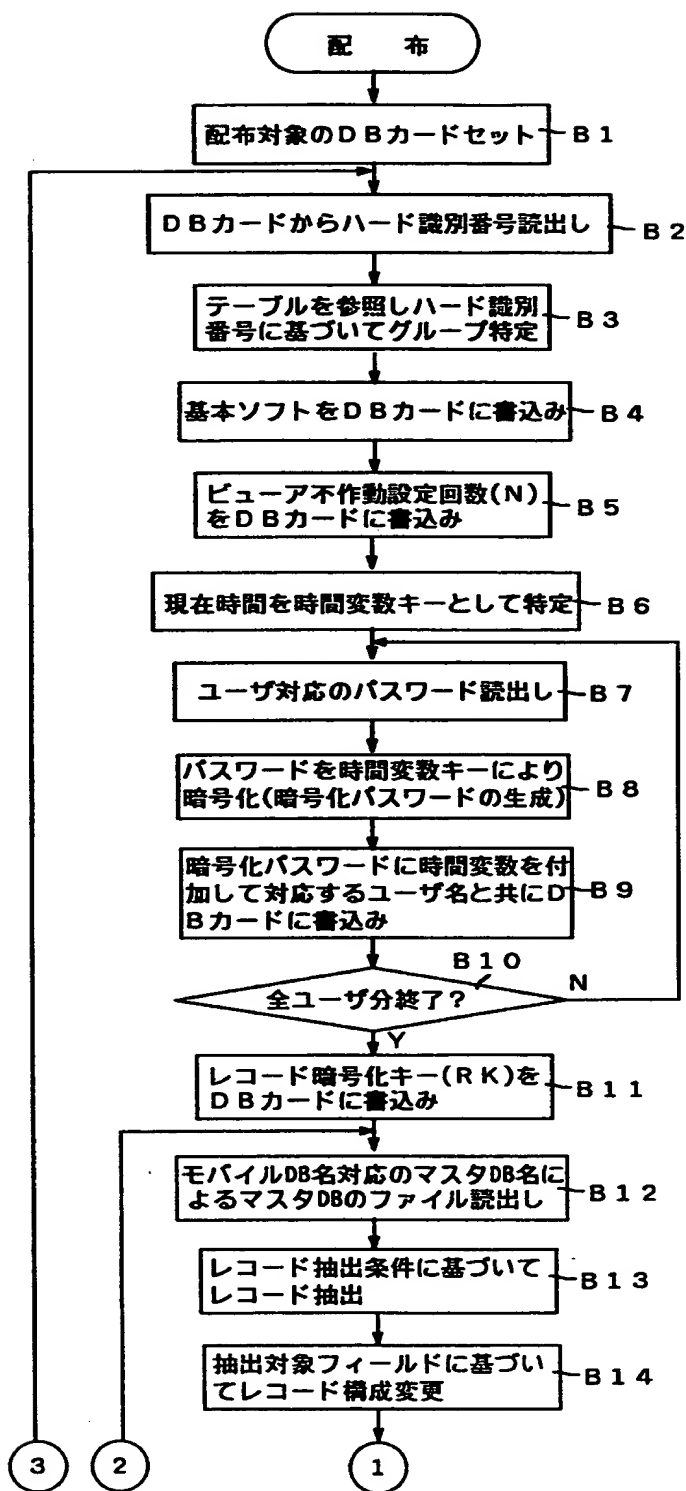 配 布
配布対象のDBカードセット B1
DBカードからハード識別番号読出し B2
テーブルを参照しハード識別
番号に基づいてグループ特定 B3
基本ソフトをDBカードに書込み B4
ビューア不作動設定回数(N)
をDBカードに書込み B5
現在時間を時間変数キーとして特定 B6
ユーザ対応のパスワード読出し B7
パスワードを時間変数キーにより
暗号化(暗号化パスワードの生成) B8
暗号化パスワードに時間変数を付
加して対応するユーザ名と共にD
Bカードに書込み B9
B10
全ユーザ分終了? N
Y
レコード暗号化キー(RK)を
DBカードに書込み B11
モバイルDB名対応のマスタDB名に
よるマスタDBのファイル読出し B12
レコード抽出条件に基づいて
レコード抽出 B13
抽出対象フィールドに基づい
てレコード構成変更 B14
3 2 1